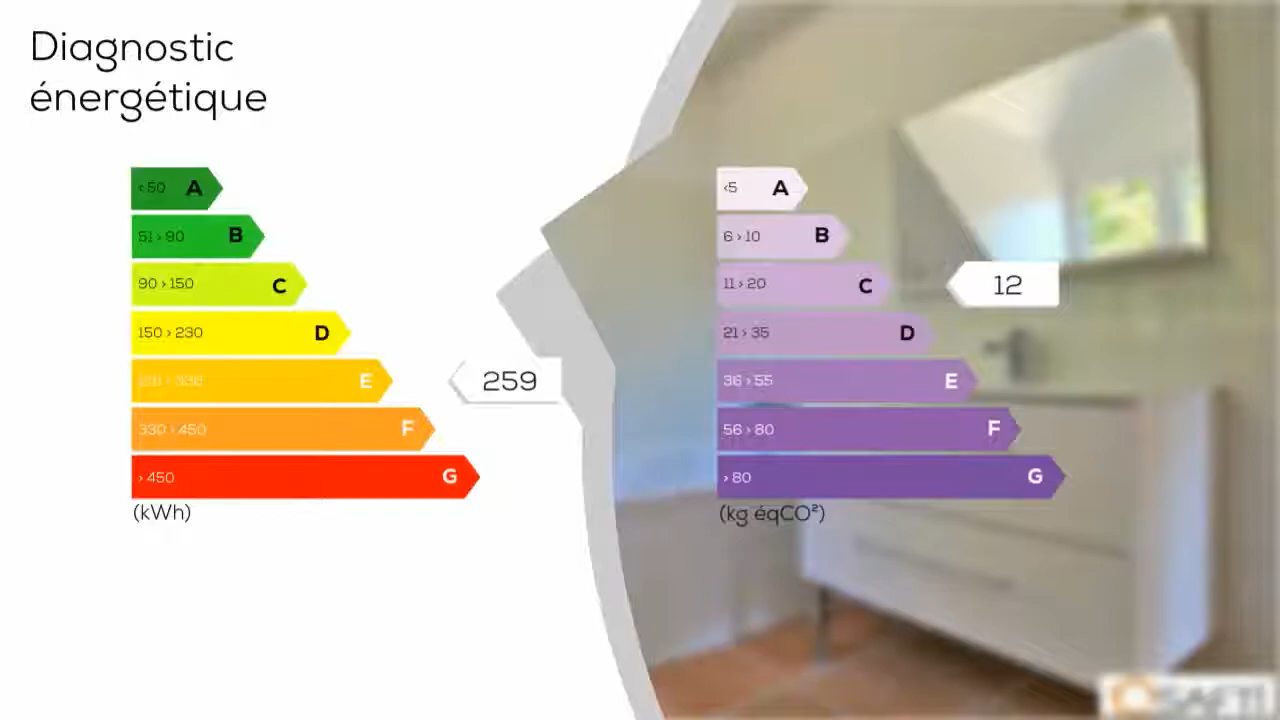 Diagnostic
énergétique
< 50 A
51 > 90 B
90 > 150 C
150 > 230 D
E
330 > 450 F
> 450 G
(kWh)
259
<5 A
6 > 10 B
11 > 20 C
21 > 35 D
36 > 55 E
56 > 80 F
> 80 G
(kg éqCO²)
12
SAFTI